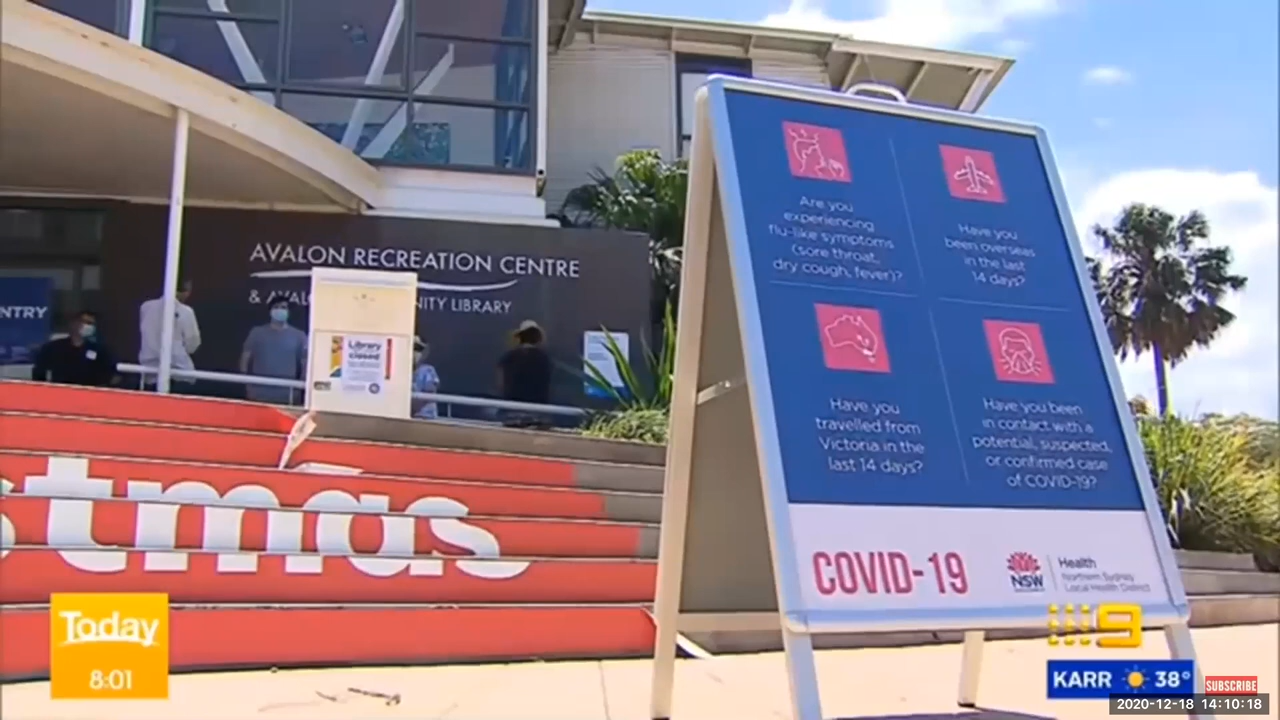 AVALON RECREATION CENTRE
& AVAL
NITY LIBRARY
NTRY
Library
closed
stmas
Are you
experiencing
flu-like symptoms
(sore throat,
dry cough, fever)?
Have you
been overseas
in the last
14 days?
Have you
travelled from
Victoria in the
last 14 days?
Have you been
in contact with a
potential, suspected,
or confirmed case
of COVID-19?
COVID-19
NSW
Health
Northern Sydney
Local Health District
Today
8:01
9
KARR 38°
SUBSCRIBE
2020-12-18 14:10:18